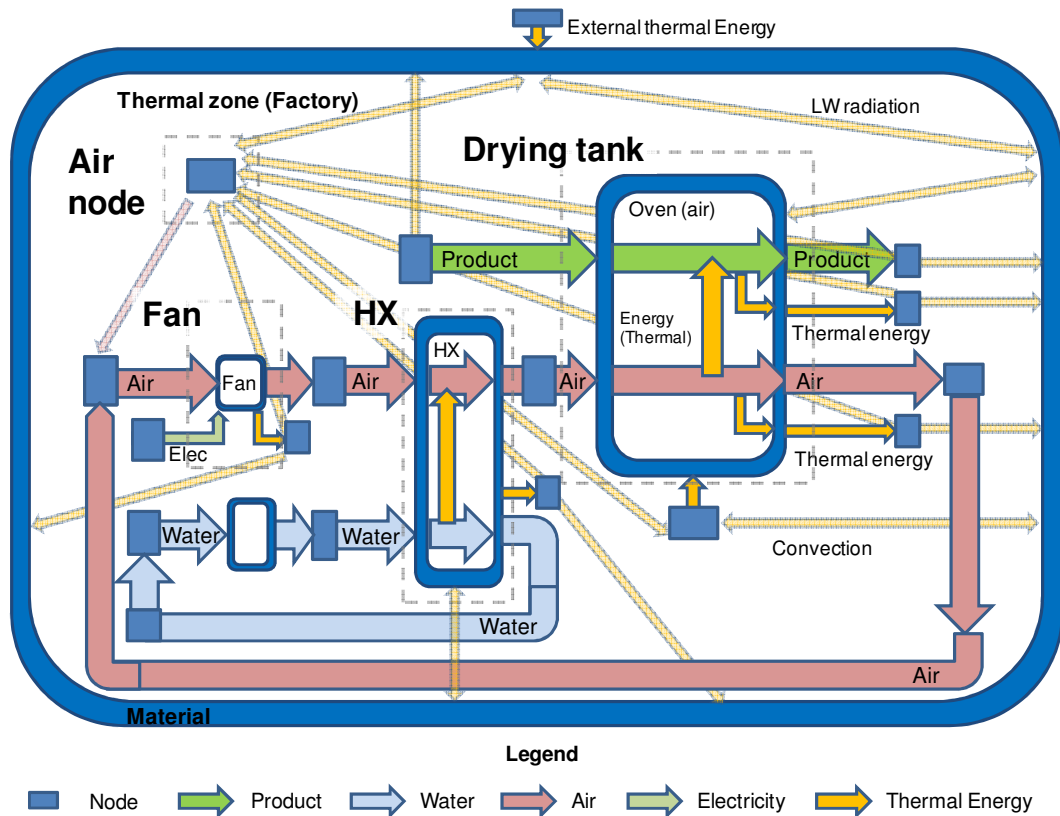 External thermal Energy
Thermal zone (Factory)
LW radiation
Air
node
Drying tank
Oven (air)
Product
Product
Fan
HX
Energy
(Thermal)
Thermal energy
HX
Air
Fan
Air
Air
Air
Elec
Thermal energy
Water
Water
Convection
Water
Air
Material
Legend
Node
Product
Water
Air
Electricity
Thermal Energy